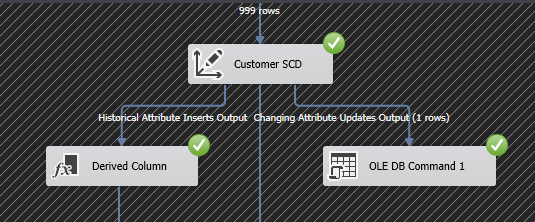 999 rows
Customer SCD
Historical Attribute Inserts Output Changing Attribute Updates Output (1 rows)
fx
Derived Column
OLE DB Command 1